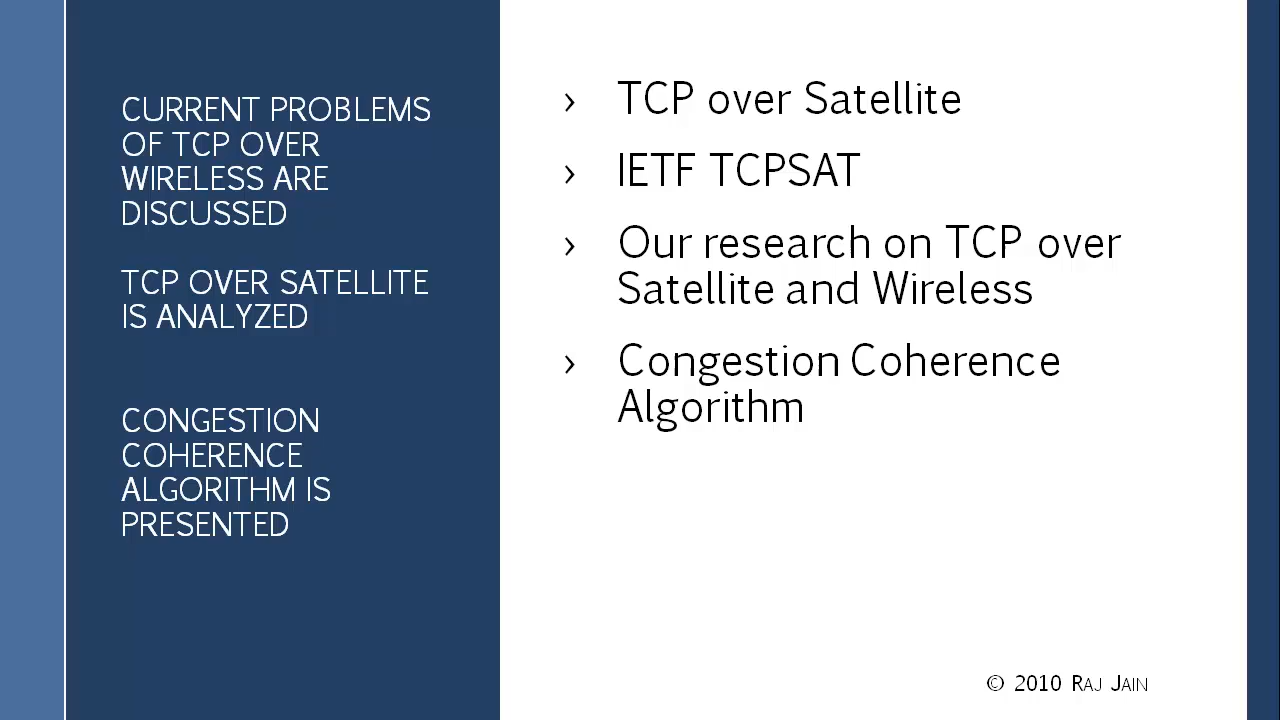 CURRENT PROBLEMS
OF TCP OVER
WIRELESS ARE
DISCUSSED
TCP OVER SATELLITE
IS ANALYZED
CONGESTION
COHERENCE
ALGORITHM IS
PRESENTED
› TCP over Satellite
› IETF TCPSAT
› Our research on TCP over
Satellite and Wireless
› Congestion Coherence
Algorithm
© 2010 RAJ JAIN